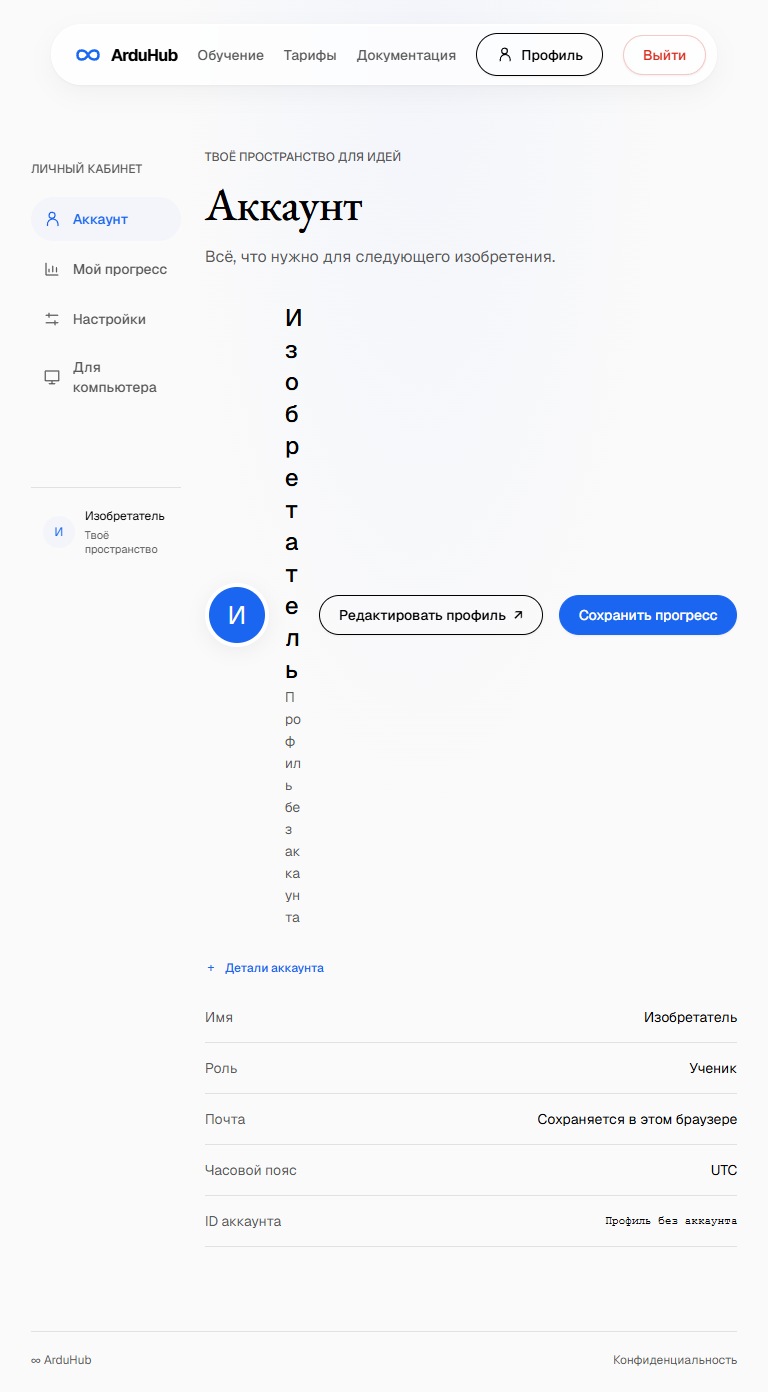 ArduHub Обучение Тарифы Документация Профиль Выйти
ЛИЧНЫЙ КАБИНЕТ
Аккаунт
Мой прогресс
Настройки
Для
компьютера
И
Изобретатель
Твоё
пространство
ТВОЁ ПРОСТРАНСТВО ДЛЯ ИДЕЙ
Аккаунт
Всё, что нужно для следующего изобретения.
И
И
з
о
б
р
е
т
а
т
е
л
ь
П
ро
ф
ил
ь
бе
з
ак
ка
ун
та
Редактировать профиль ↗
Сохранить прогресс
+ Детали аккаунта
Имя Изобретатель
Роль Ученик
Почта Сохраняется в этом браузере
Часовой пояс UTC
ID аккаунта Профиль без аккаунта
∞ ArduHub Конфиденциальность